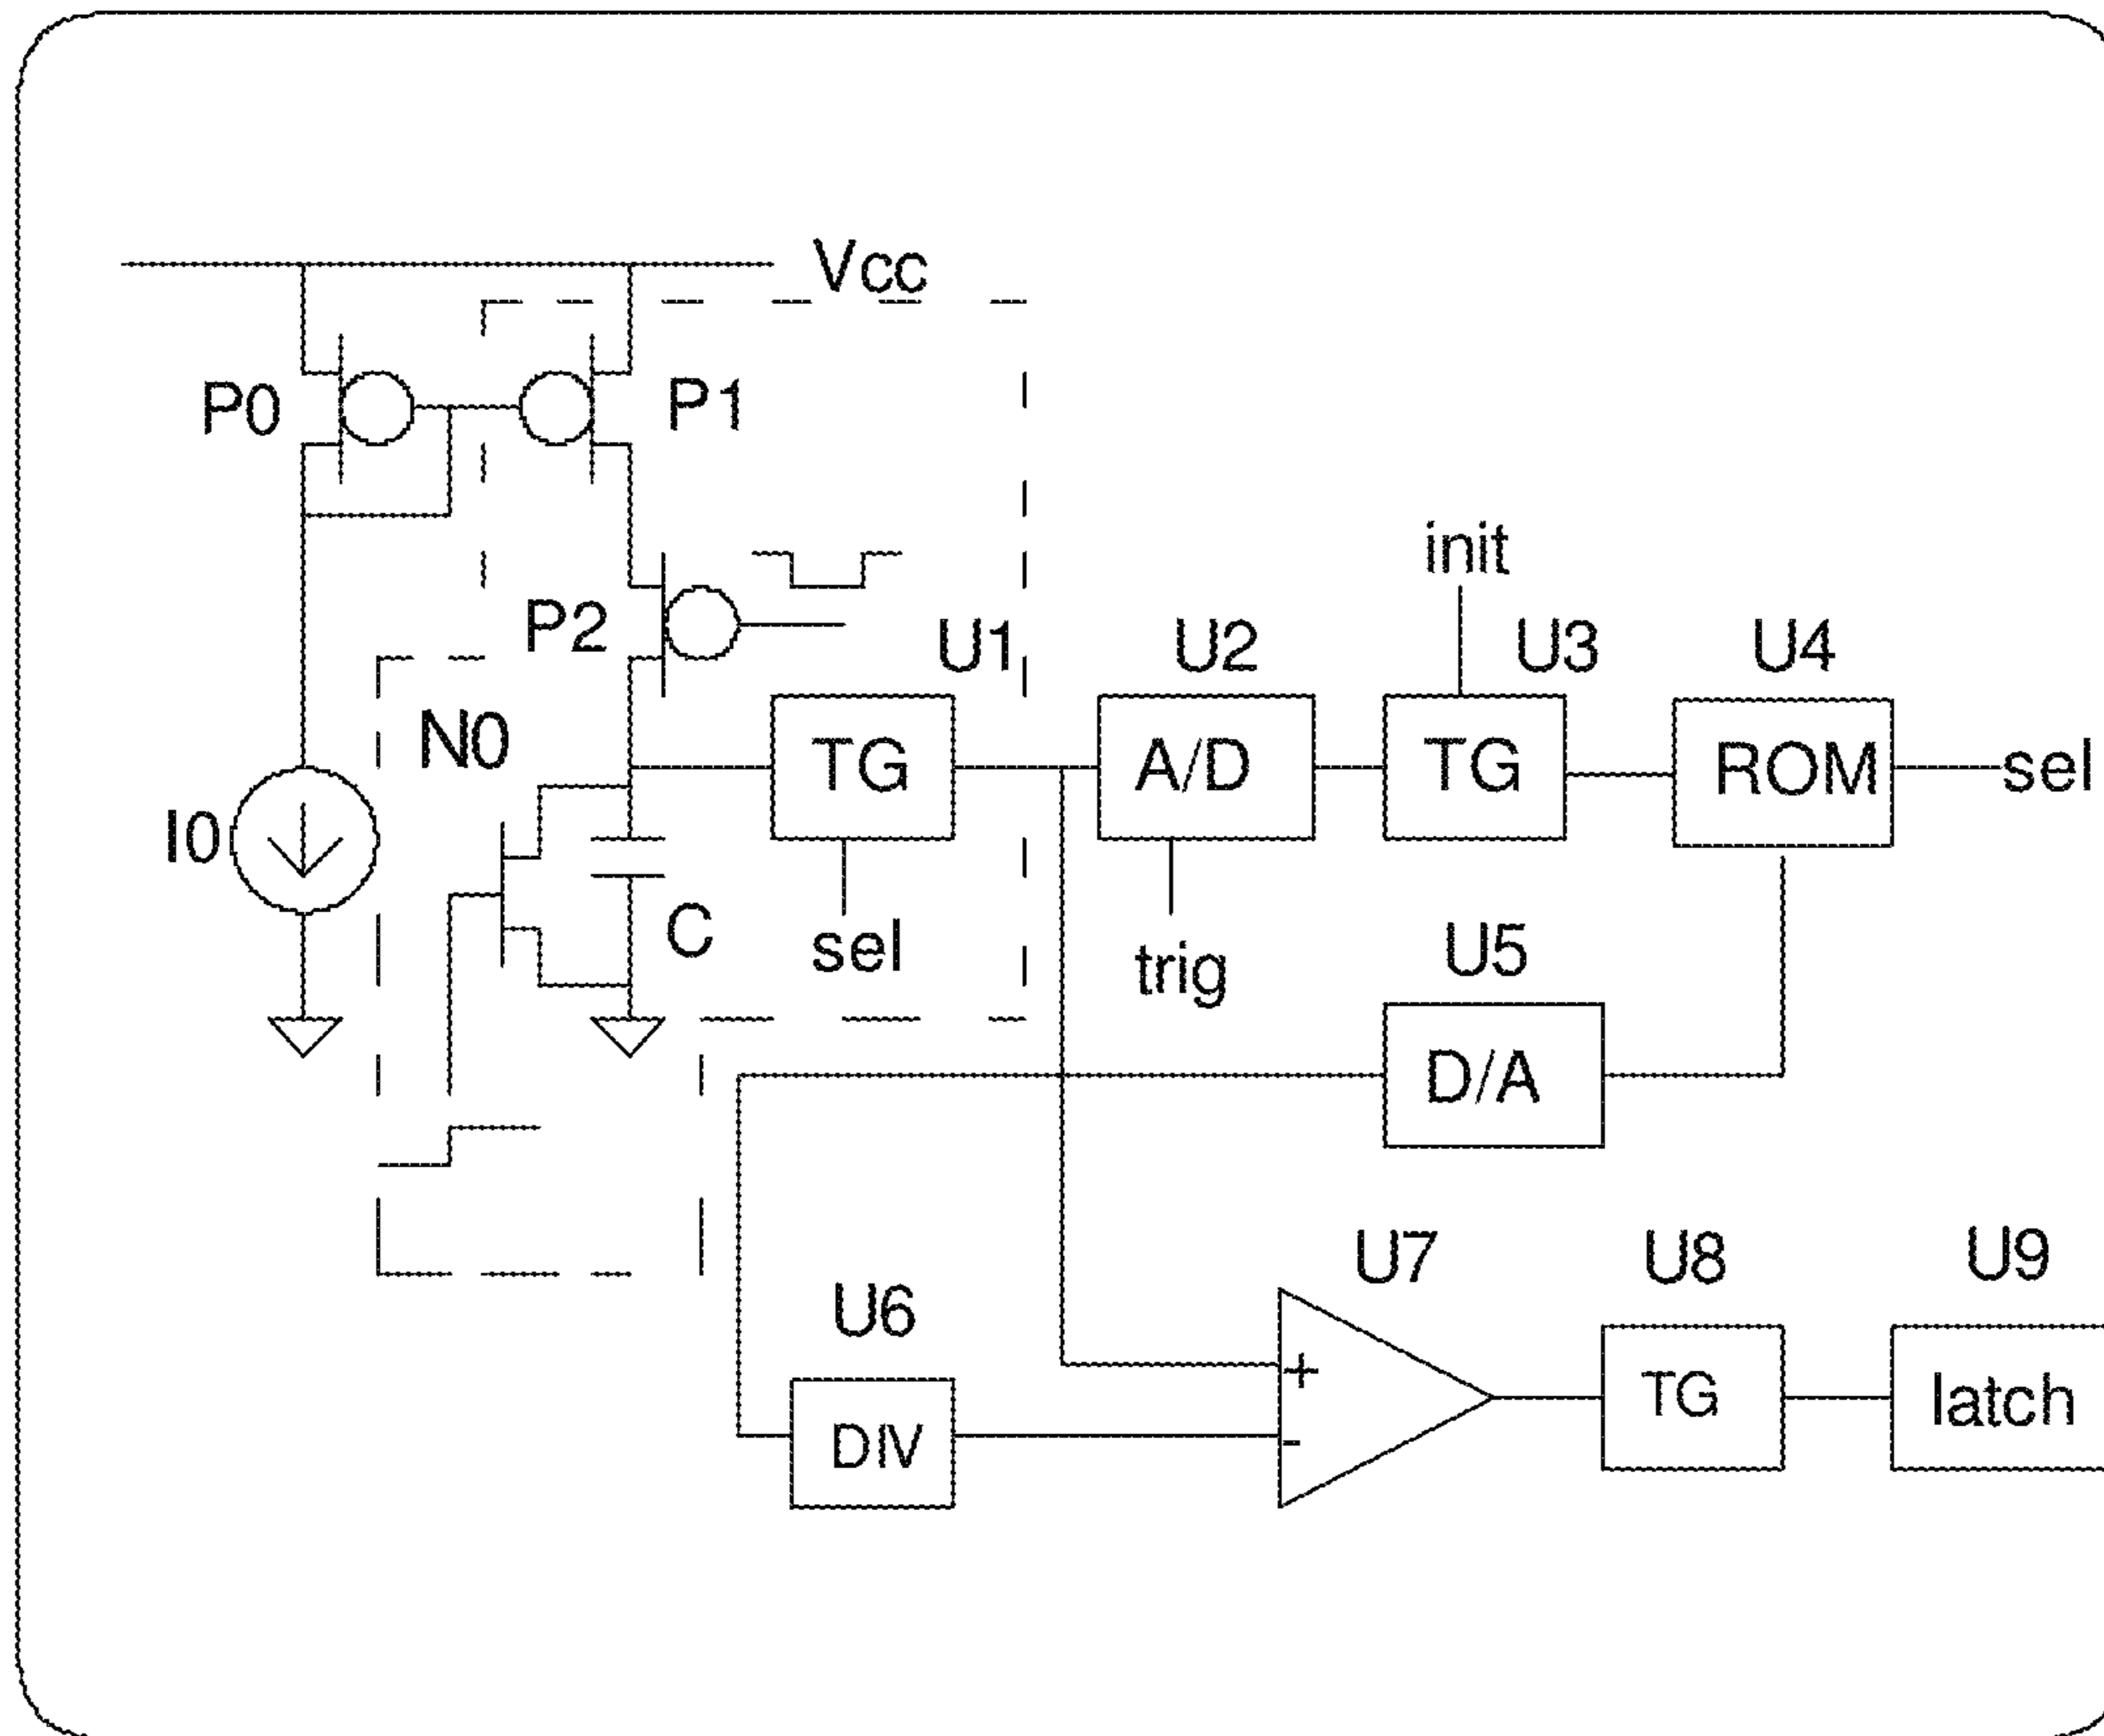 Vcc
P0
P1
init
P2
U1
U2
U3
U4
N0
TG
A/D
TG
ROM
sel
I0
C
sel
trig
U5
D/A
U7
U8
U9
U6
+
TG
latch
-
DIV